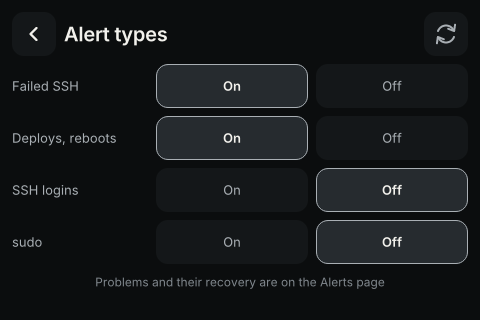 Alert types
Failed SSH On Off
Deploys, reboots On Off
SSH logins On Off
sudo On Off
Problems and their recovery are on the Alerts page